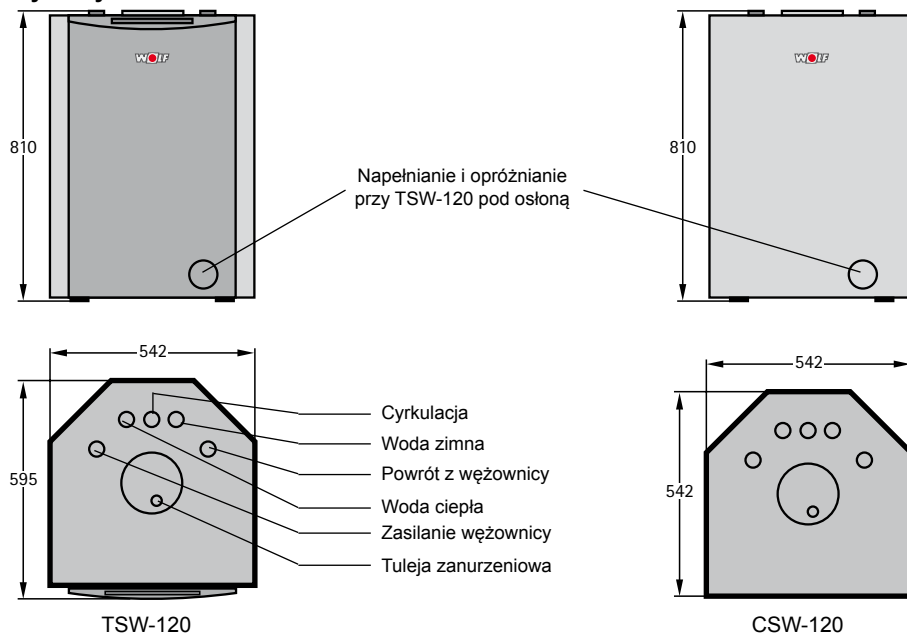 WOLF
WOLF
810
810
Napełnianie i opróżnianie
przy TSW-120 pod osłoną
542
542
595
542
Cyrkulacja
Woda zimna
Powrót z wężownicy
Woda ciepła
Zasilanie wężownicy
Tuleja zanurzeniowa
TSW-120
CSW-120